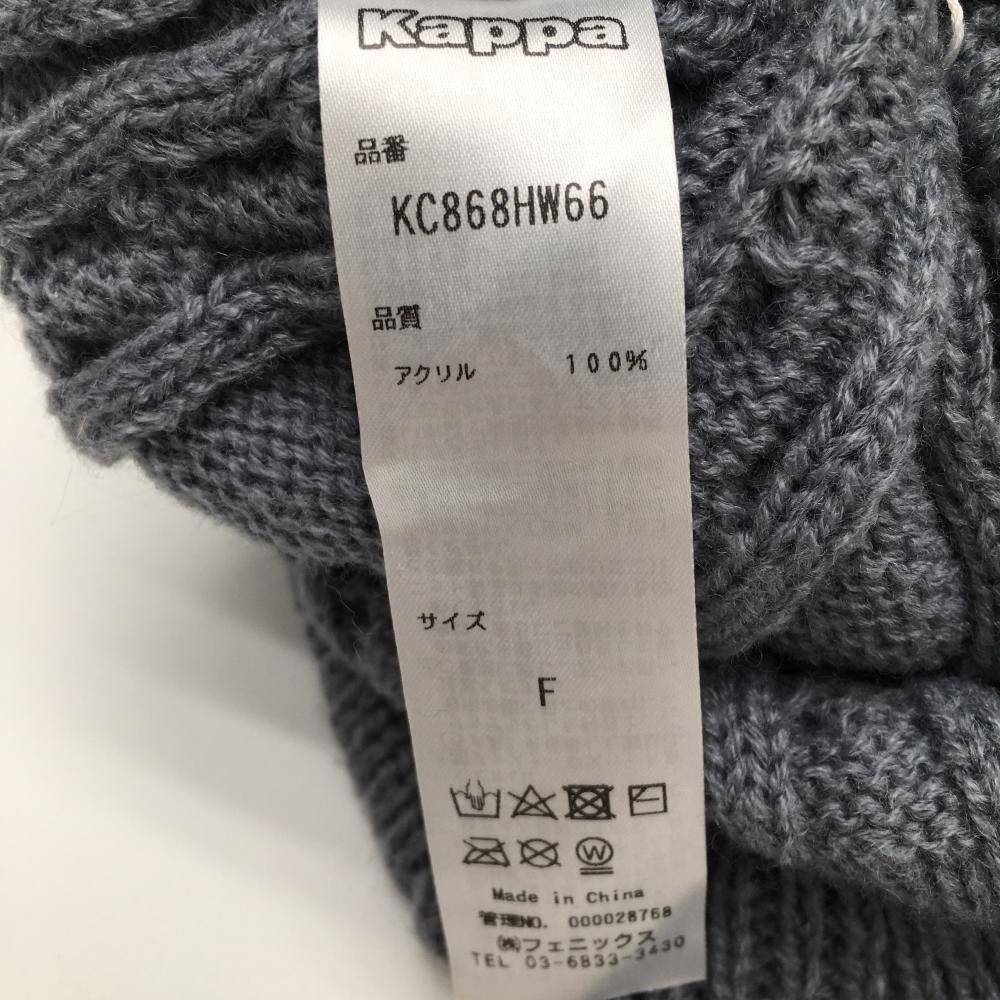 Kappa
品番
KC868HW66
品質
アクリル 100%
サイズ
F
W
Made in China
管理NO. 000028768
㈱フェニックス
TEL 03-6833-3430